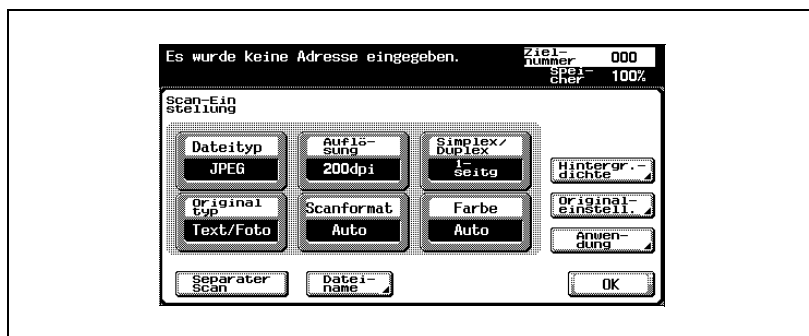 Es wurde keine Adresse eingegeben.
Ziel-
nummer 000
Spei-
cher 100%
Scan-Ein
stellung
Dateityp
JPEG
Auflö-
sung
200dpi
Simplex/
Duplex
1-
seitg
Hintergr.-
dichte
Original
typ
Text/Foto
Scanformat
Auto
Farbe
Auto
Original-
einstell.
Anwen-
dung
Separater
Scan
Datei-
name
OK